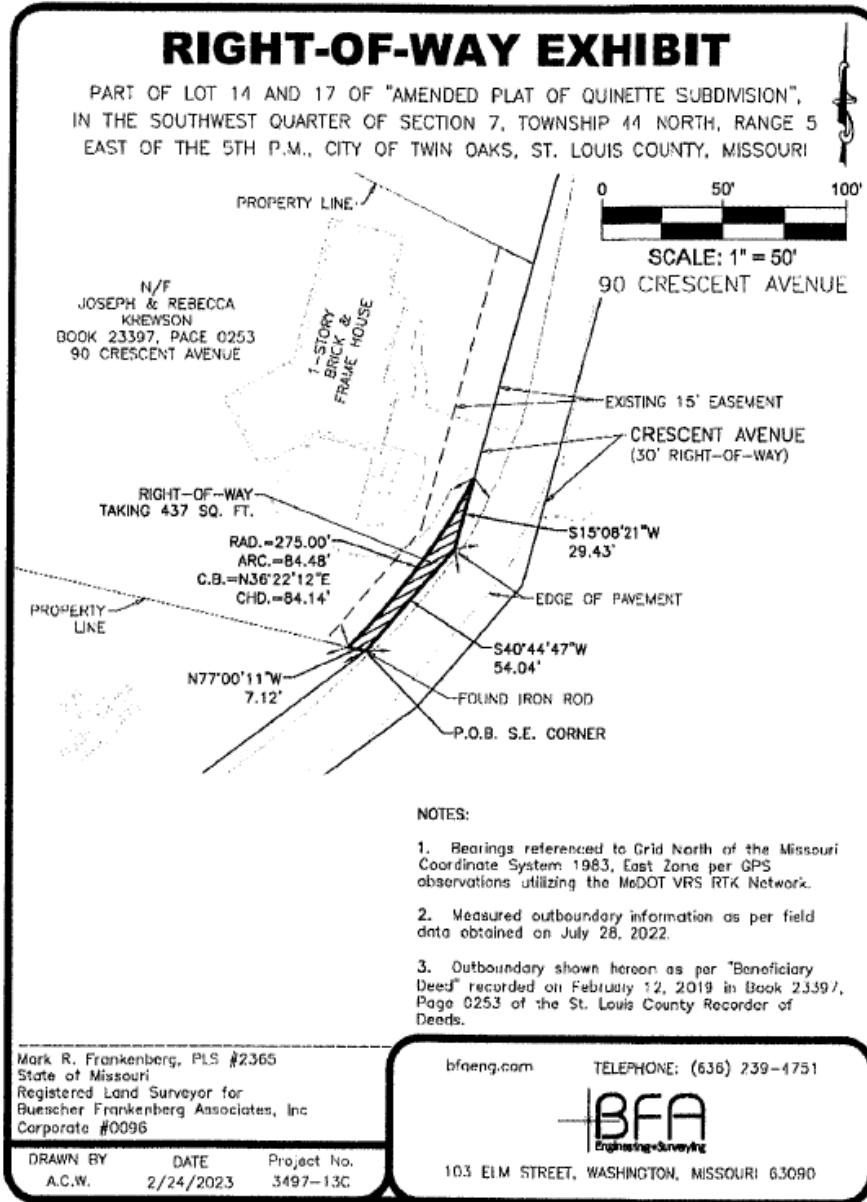 RIGHT-OF-WAY EXHIBIT
PART OF LOT 14 AND 17 OF "AMENDED PLAT OF QUINETTE SUBDIVISION",
IN THE SOUTHWEST QUARTER OF SECTION 7, TOWNSHIP 44 NORTH, RANGE 5
EAST OF THE 5TH P.M., CITY OF TWIN OAKS, ST. LOUIS COUNTY, MISSOURI
0 50' 100'
SCALE: 1" = 50'
90 CRESCENT AVENUE
PROPERTY LINE
N/F
JOSEPH & REBECCA
KREWSON
BOOK 23397, PAGE 0253
90 CRESCENT AVENUE
1-STORY
BRICK &
FRAME HOUSE
EXISTING 15' EASEMENT
CRESCENT AVENUE
(30' RIGHT-OF-WAY)
RIGHT-OF-WAY
TAKING 437 SQ. FT.
RAD.=275.00'
ARC.=84.48'
C.B.=N36°22'12"E
CHD.=84.14'
S15°08'21"W
29.43'
EDGE OF PAVEMENT
PROPERTY
LINE
S40°44'47"W
54.04'
N77°00'11"W
7.12'
FOUND IRON ROD
P.O.B. S.E. CORNER
NOTES:
1. Bearings referenced to Grid North of the Missouri
Coordinate System 1983, East Zone per GPS
observations utilizing the MoDOT VRS RTK Network.
2. Measured outboundary information as per field
data obtained on July 28, 2022.
3. Outboundary shown hereon as per "Beneficiary
Deed" recorded on February 12, 2019 in Book 23397,
Page 0253 of the St. Louis County Recorder of
Deeds.
Mark R. Frankenberg, PLS #2365
State of Missouri
Registered Land Surveyor for
Buescher Frankenberg Associates, Inc
Corporate #0096
DRAWN BY DATE Project No.
A.C.W. 2/24/2023 3497-13C
bfaeng.com TELEPHONE: (636) 239-4751
BFA
Engineering•Surveying
103 ELM STREET, WASHINGTON, MISSOURI 63090